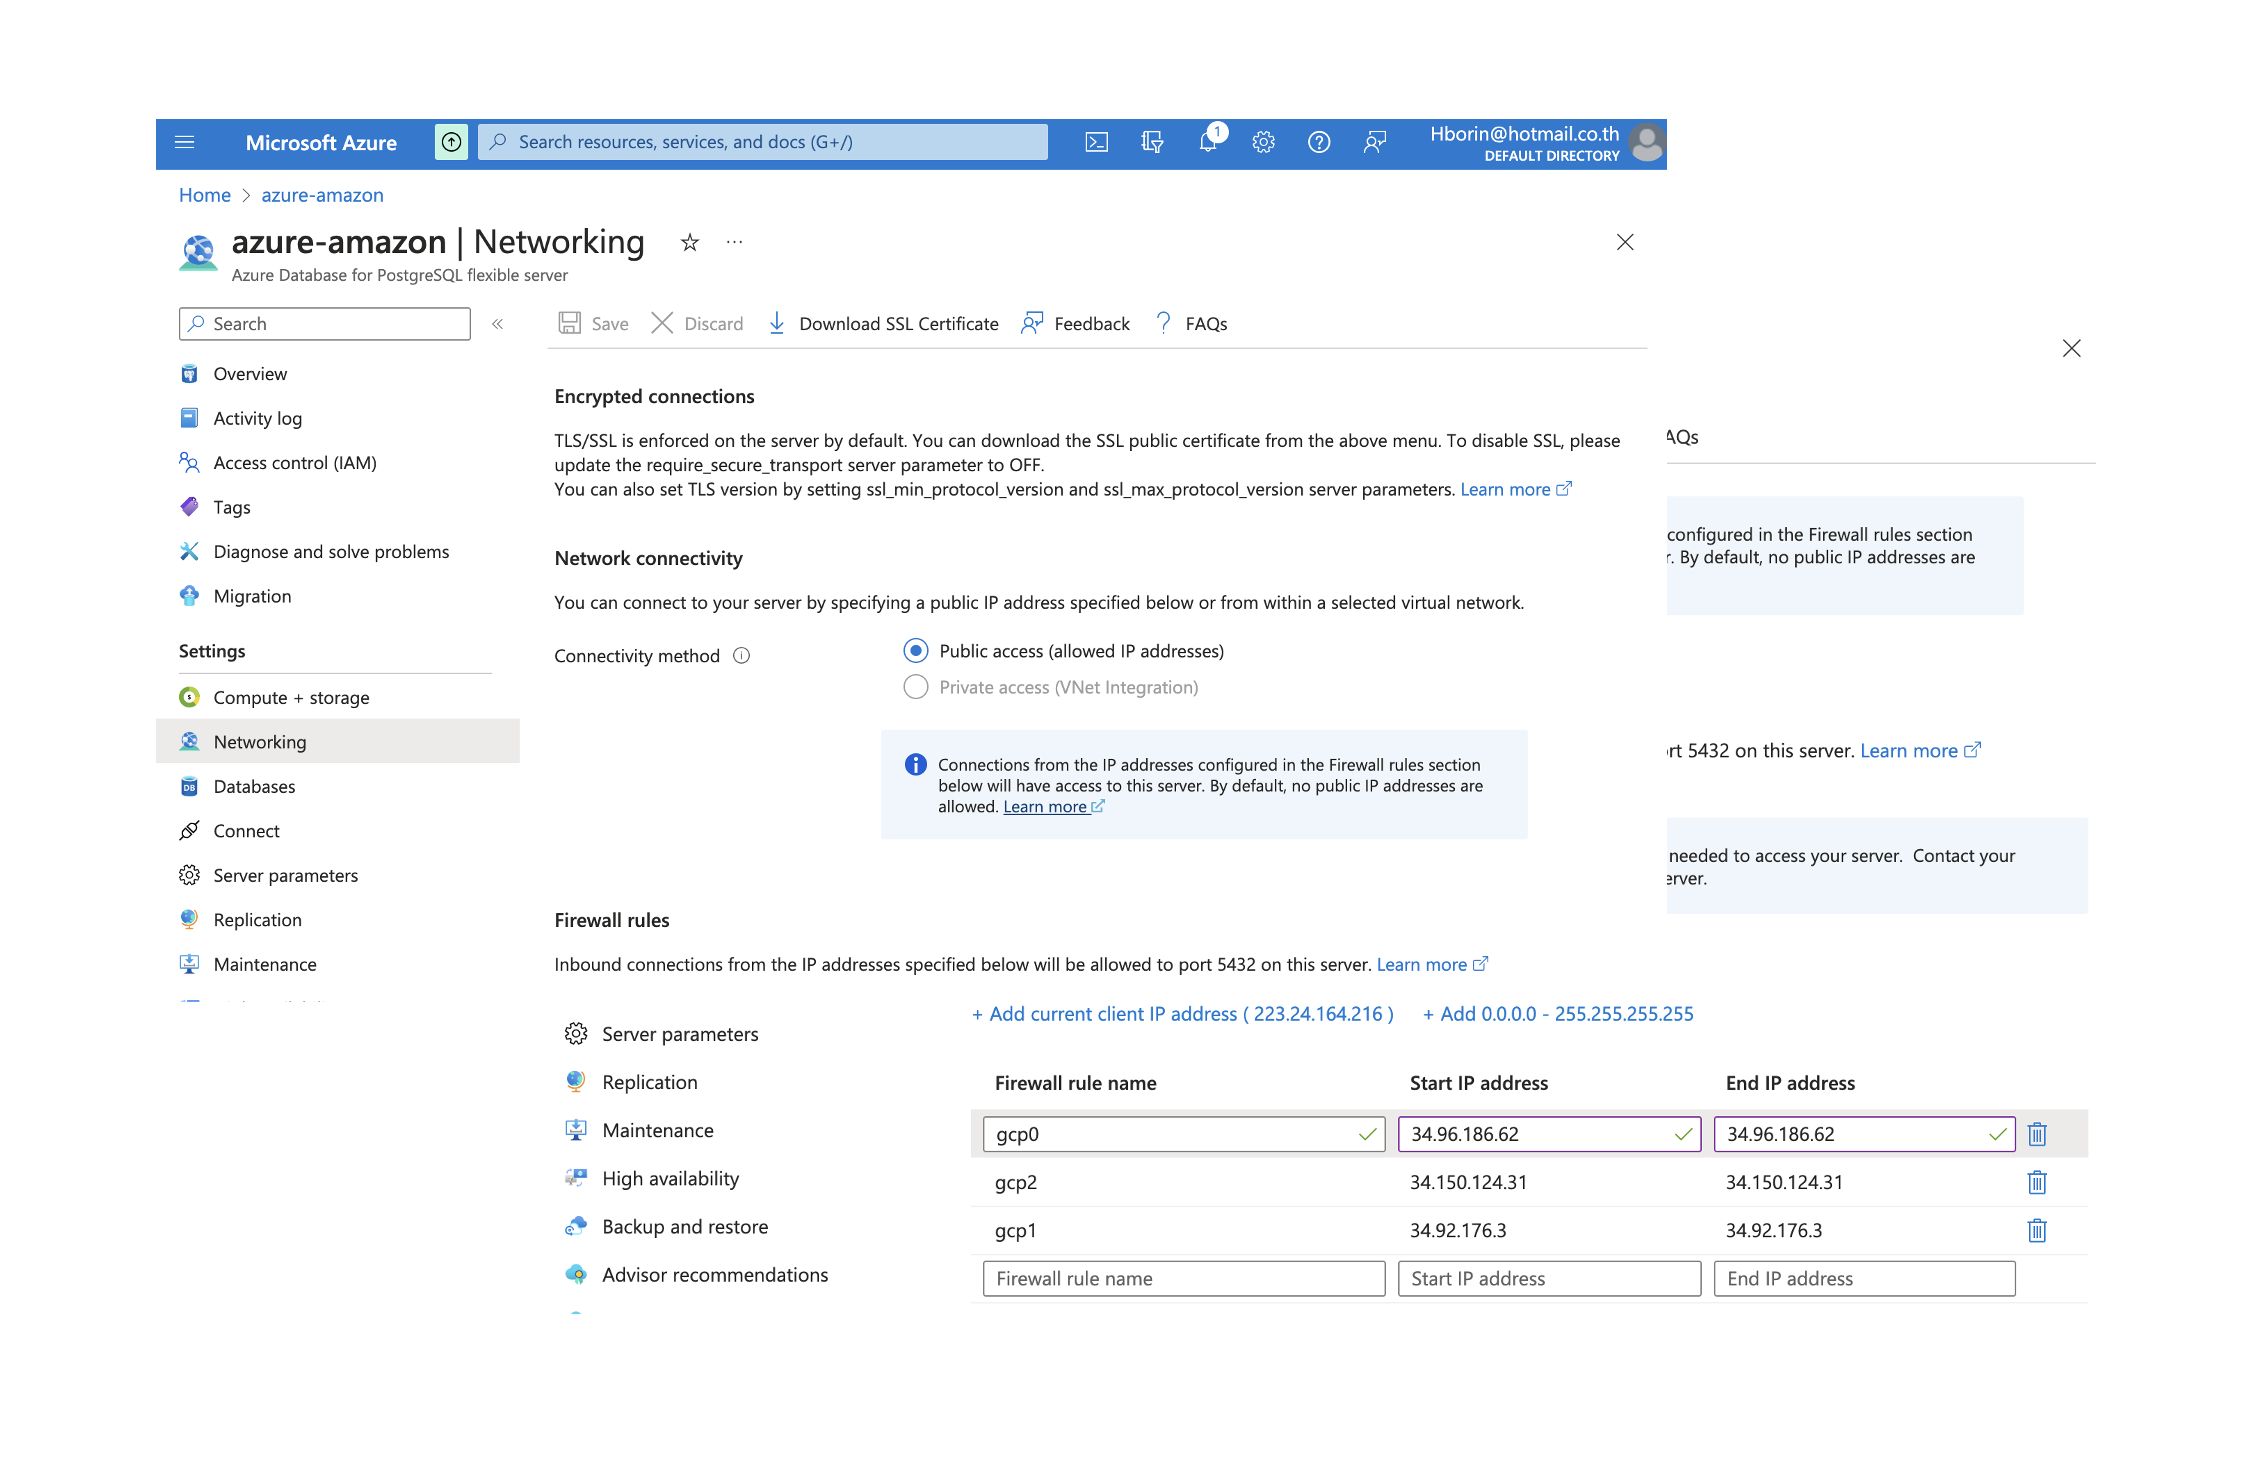 Microsoft Azure
Search resources, services, and docs (G+/)
1
Hborin@hotmail.co.th
DEFAULT DIRECTORY
Home > azure-amazon
azure-amazon | Networking
Azure Database for PostgreSQL flexible server
Search
Save
Discard
Download SSL Certificate
Feedback
FAQs
Overview
Activity log
Access control (IAM)
Tags
Diagnose and solve problems
Migration
Settings
Compute + storage
Networking
Databases
Connect
Server parameters
Replication
Maintenance
Encrypted connections
TLS/SSL is enforced on the server by default. You can download the SSL public certificate from the above menu. To disable SSL, please
update the require_secure_transport server parameter to OFF.
You can also set TLS version by setting ssl_min_protocol_version and ssl_max_protocol_version server parameters. Learn more
Network connectivity
You can connect to your server by specifying a public IP address specified below or from within a selected virtual network.
Connectivity method
Public access (allowed IP addresses)
Private access (VNet Integration)
Connections from the IP addresses configured in the Firewall rules section
below will have access to this server. By default, no public IP addresses are
allowed. Learn more
Firewall rules
Inbound connections from the IP addresses specified below will be allowed to port 5432 on this server. Learn more
AQs
configured in the Firewall rules section
r. By default, no public IP addresses are
rt 5432 on this server. Learn more
needed to access your server. Contact your
erver.
Server parameters
Replication
Maintenance
High availability
Backup and restore
Advisor recommendations
+ Add current client IP address ( 223.24.164.216 )
+ Add 0.0.0.0 - 255.255.255.255
Firewall rule name
Start IP address
End IP address
gcp0
34.96.186.62
34.96.186.62
gcp2
34.150.124.31
34.150.124.31
gcp1
34.92.176.3
34.92.176.3
Firewall rule name
Start IP address
End IP address